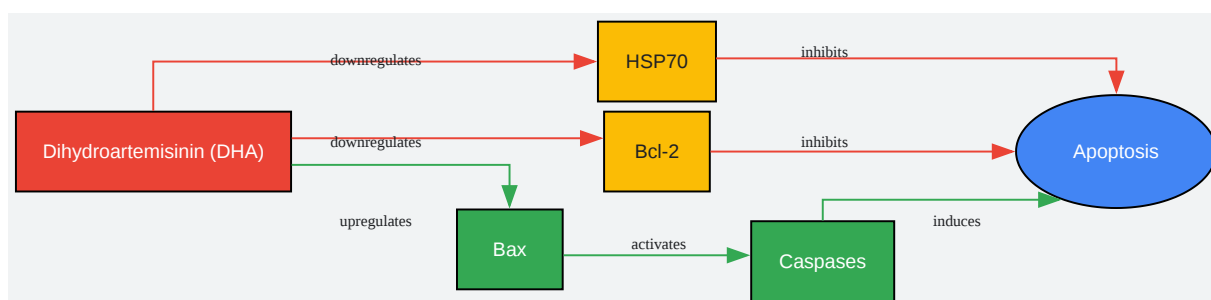 downregulates
HSP70
inhibits
Dihydroartemisinin (DHA)
downregulates
Bcl-2
inhibits
Apoptosis
upregulates
Bax
activates
Caspases
induces